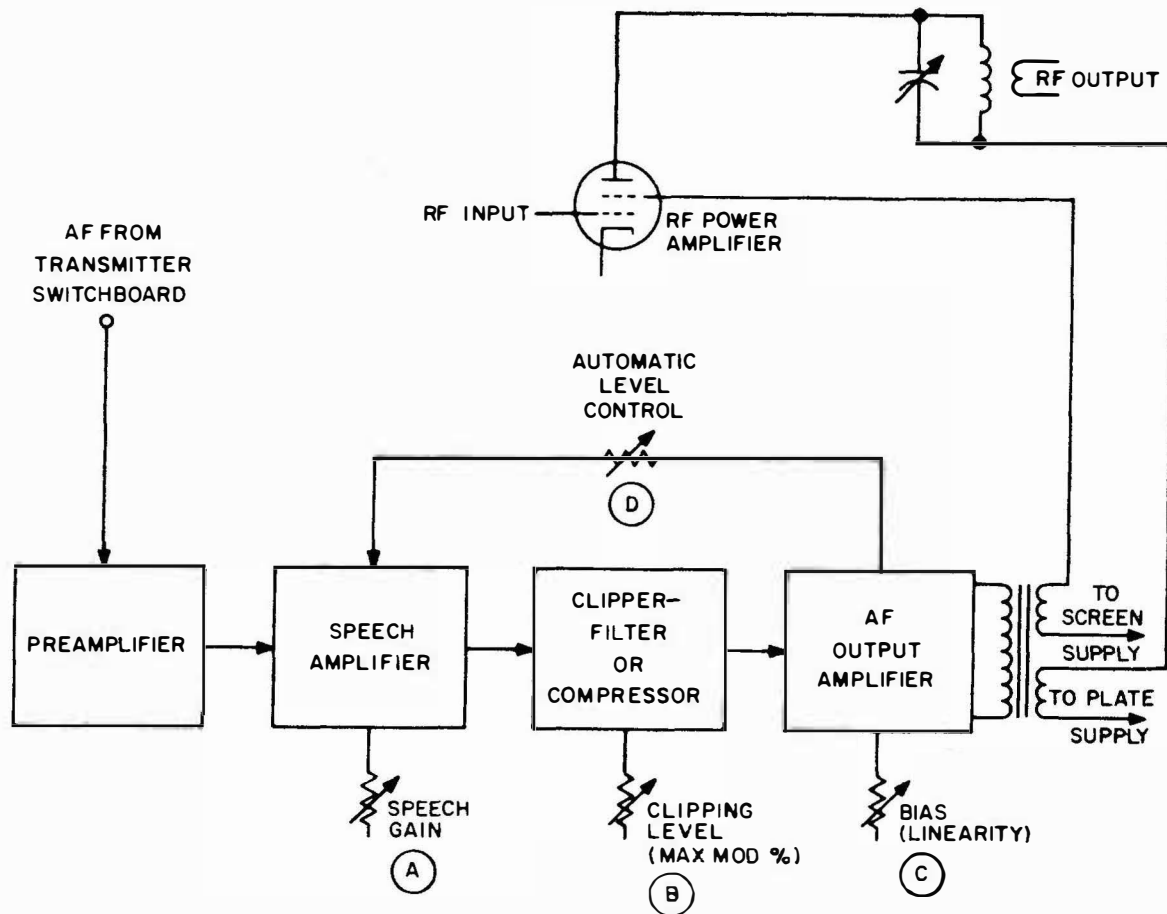 RF OUTPUT
RF INPUT
RF POWER
AMPLIFIER
AF FROM
TRANSMITTER
SWITCHBOARD
AUTOMATIC
LEVEL
CONTROL
D
PREAMPLIFIER
SPEECH
AMPLIFIER
CLIPPER-
FILTER
OR
COMPRESSOR
AF
OUTPUT
AMPLIFIER
TO
SCREEN
SUPPLY
TO PLATE
SUPPLY
SPEECH
GAIN
A
CLIPPING
LEVEL
(MAX MOD %)
B
BIAS
(LINEARITY)
C